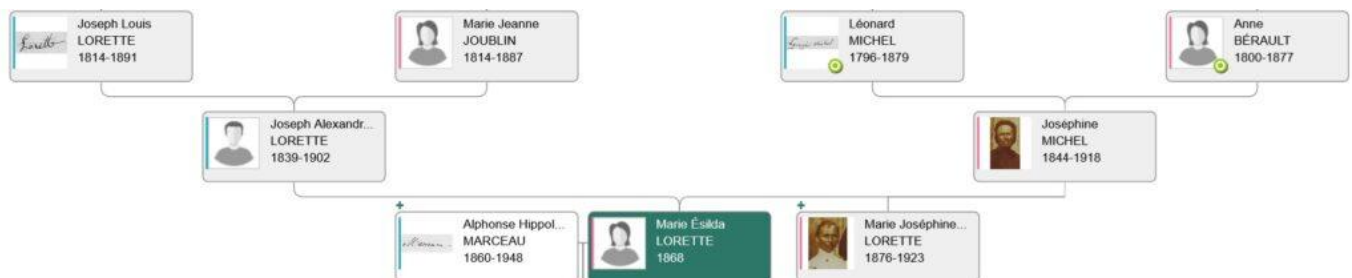 Joseph Louis
LORETTE
1814-1891
Marie Jeanne
JOUBLIN
1814-1887
Léonard
MICHEL
1796-1879
Anne
BÉRAULT
1800-1877
Joseph Alexandr...
LORETTE
1839-1902
Joséphine
MICHEL
1844-1918
Alphonse Hippol...
MARCEAU
1860-1948
Marie Ésilda
LORETTE
1868
Marie Joséphine...
LORETTE
1876-1923